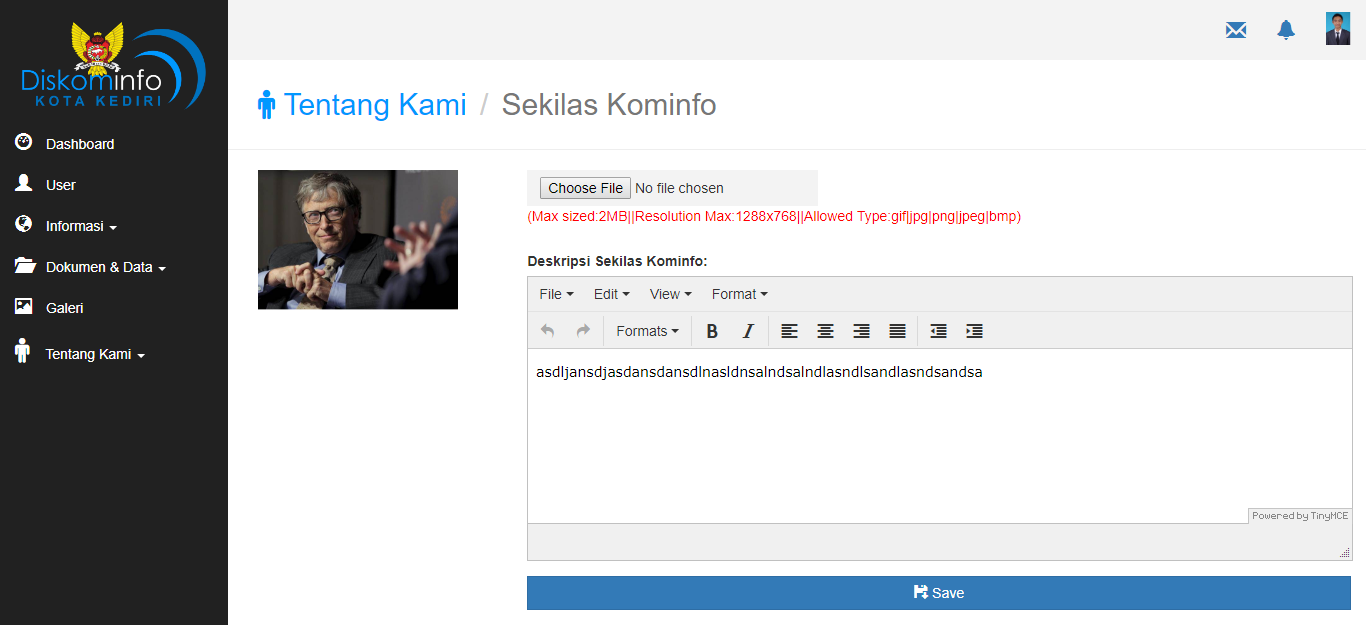 Diskominfo
KOTA KEDIRI
Dashboard
User
Informasi
Dokumen & Data
Galeri
Tentang Kami
Tentang Kami / Sekilas Kominfo
Choose File No file chosen
(Max sized:2MB||Resolution Max:1288x768||Allowed Type:gif|jpg|png|jpeg|bmp)
Deskripsi Sekilas Kominfo:
File Edit View Format
Formats B I
asdljansdjasdansdansdlnasldnsalndsalndlasndlsandlasndsandsa
Powered by TinyMCE
Save